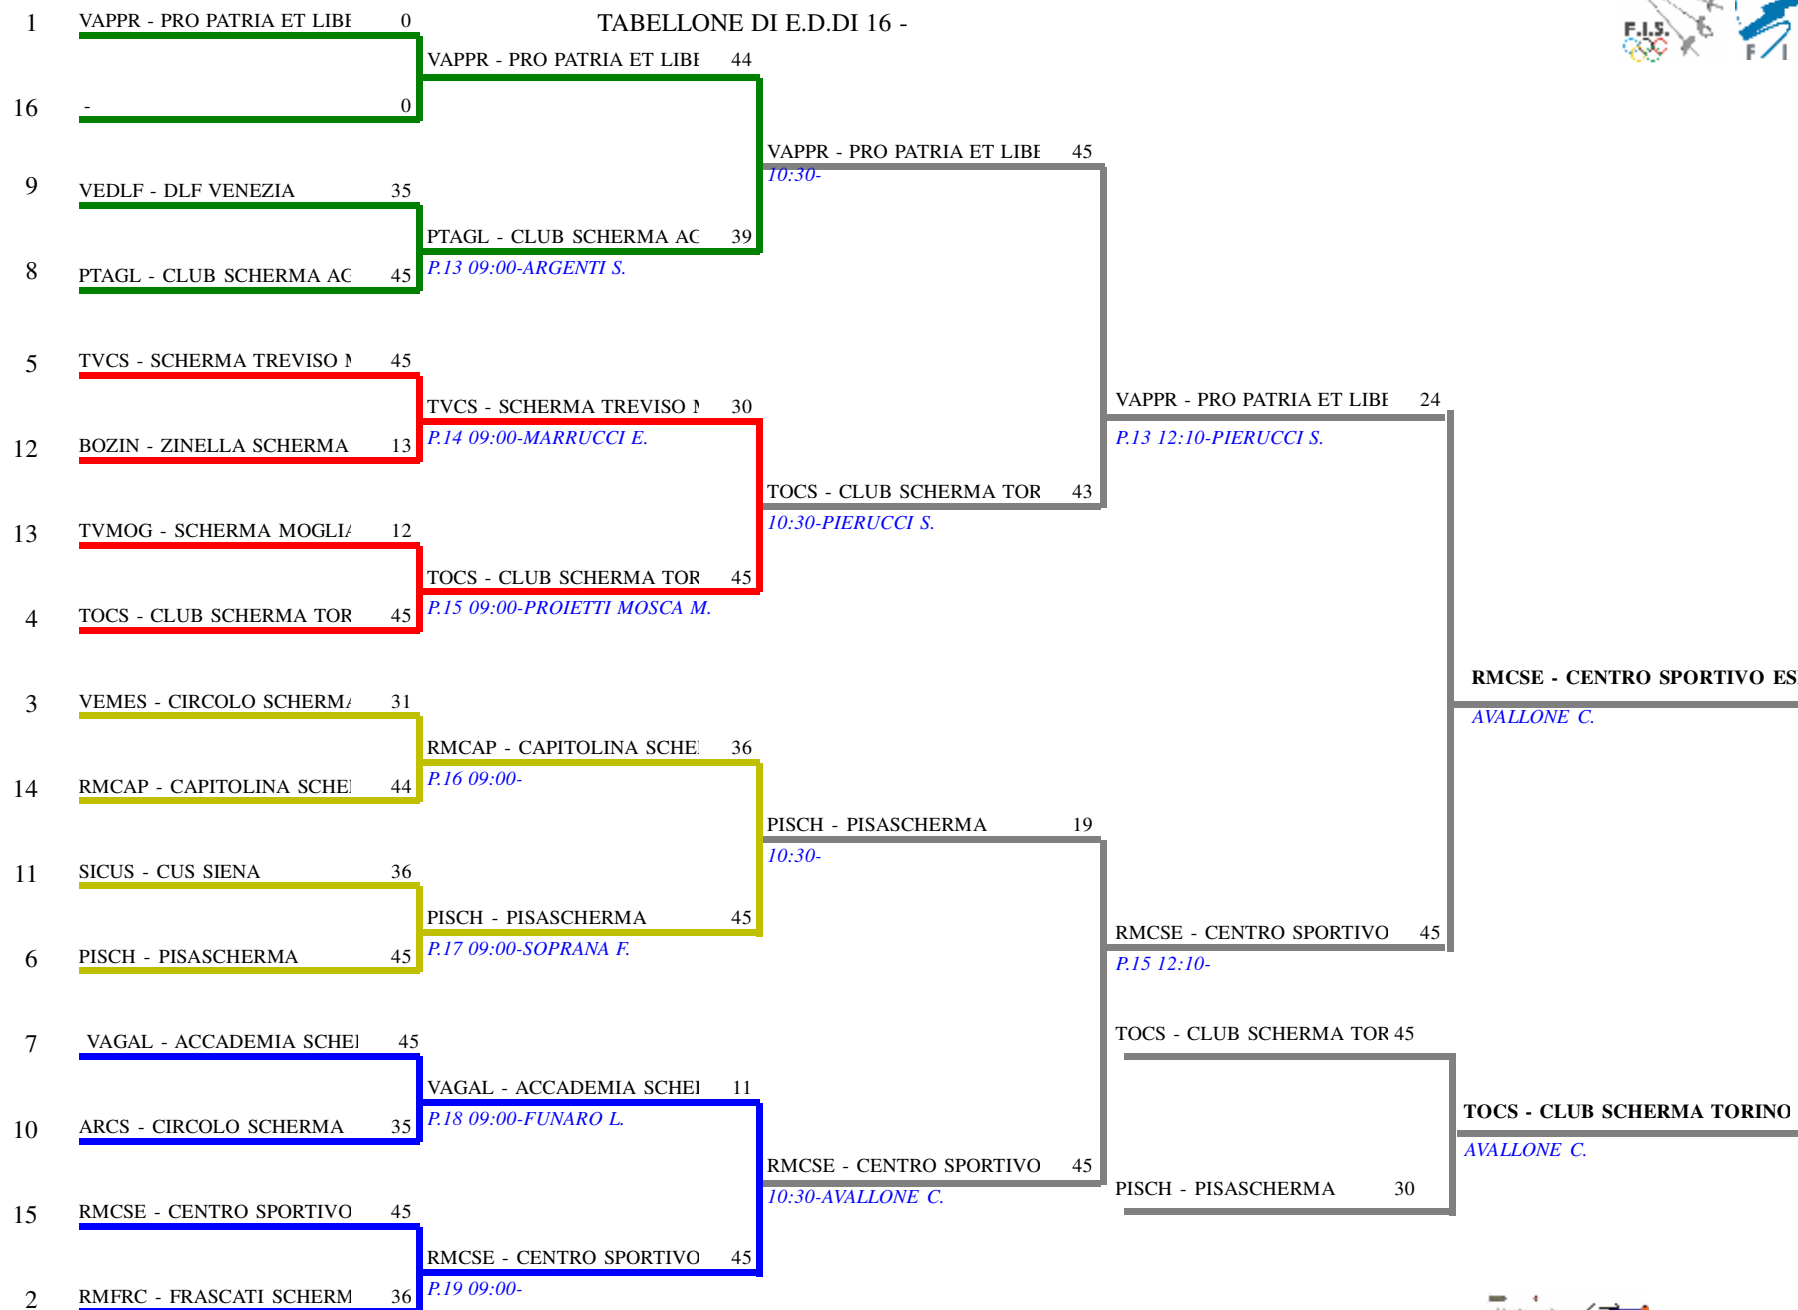 TABELLONE DI E.D.DI 16 -
F.I.S.
F I
1 VAPPR - PRO PATRIA ET LIBE 0
VAPPR - PRO PATRIA ET LIBE 44
16 - 0
VAPPR - PRO PATRIA ET LIBE 45
10:30-
9 VEDLF - DLF VENEZIA 35
PTAGL - CLUB SCHERMA AG 39
P.13 09:00-ARGENTI S.
8 PTAGL - CLUB SCHERMA AG 45
5 TVCS - SCHERMA TREVISO M 45
TVCS - SCHERMA TREVISO M 30
P.14 09:00-MARRUCCI E.
12 BOZIN - ZINELLA SCHERMA 13
VAPPR - PRO PATRIA ET LIBE 24
P.13 12:10-PIERUCCI S.
TOCS - CLUB SCHERMA TOR 43
10:30-PIERUCCI S.
13 TVMOG - SCHERMA MOGLIA 12
TOCS - CLUB SCHERMA TOR 45
P.15 09:00-PROIETTI MOSCA M.
4 TOCS - CLUB SCHERMA TOR 45
RMCSE - CENTRO SPORTIVO ES
AVALLONE C.
3 VEMES - CIRCOLO SCHERMA 31
RMCAP - CAPITOLINA SCHE 36
P.16 09:00-
14 RMCAP - CAPITOLINA SCHE 44
PISCH - PISASCHERMA 19
10:30-
11 SICUS - CUS SIENA 36
PISCH - PISASCHERMA 45
P.17 09:00-SOPRANA F.
6 PISCH - PISASCHERMA 45
RMCSE - CENTRO SPORTIVO 45
P.15 12:10-
7 VAGAL - ACCADEMIA SCHE 45
TOCS - CLUB SCHERMA TOR 45
VAGAL - ACCADEMIA SCHE 11
P.18 09:00-FUNARO L.
10 ARCS - CIRCOLO SCHERMA 35
TOCS - CLUB SCHERMA TORINO
AVALLONE C.
RMCSE - CENTRO SPORTIVO 45
10:30-AVALLONE C.
PISCH - PISASCHERMA 30
15 RMCSE - CENTRO SPORTIVO 45
RMCSE - CENTRO SPORTIVO 45
P.19 09:00-
2 RMFRC - FRASCATI SCHERM 36